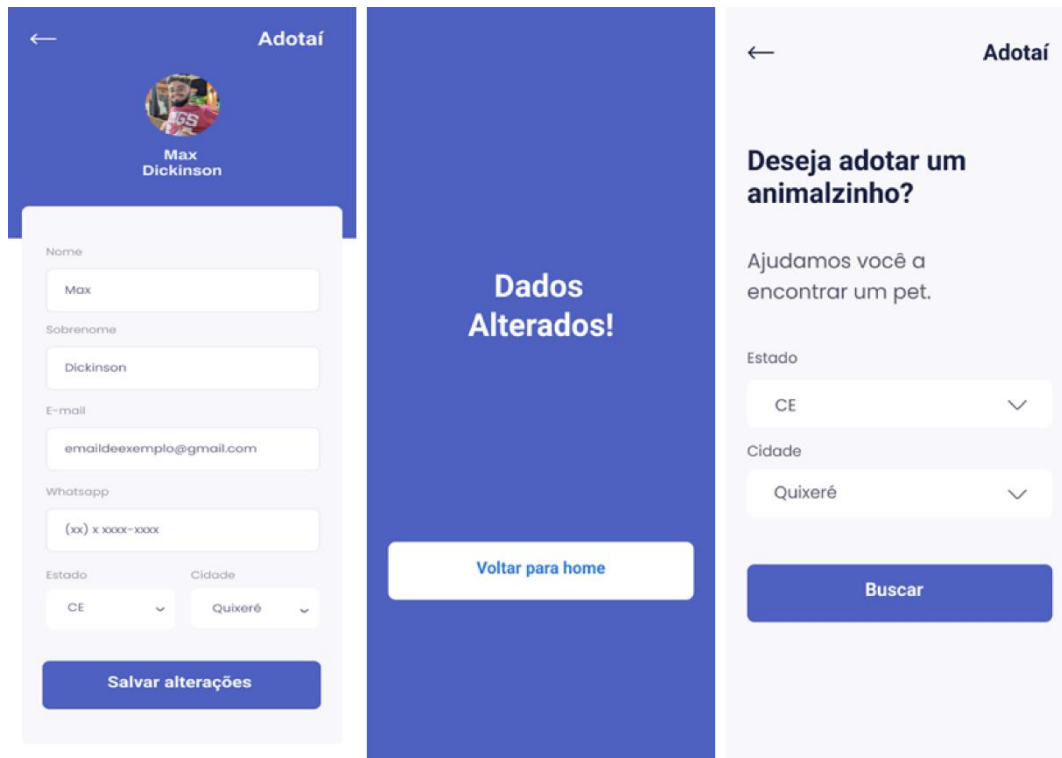 Adotaí
GS
Max
Dickinson
Nome
Max
Sobrenome
Dickinson
E-mail
emaildeexemplo@gmail.com
Whatsapp
(xx) x xxxx-xxxx
Estado
Cidade
CE
Quixeré
Salvar alterações
Dados
Alterados!
Voltar para home
Adotaí
Deseja adotar um
animalzinho?
Ajudamos você a
encontrar um pet.
Estado
CE
Cidade
Quixeré
Buscar